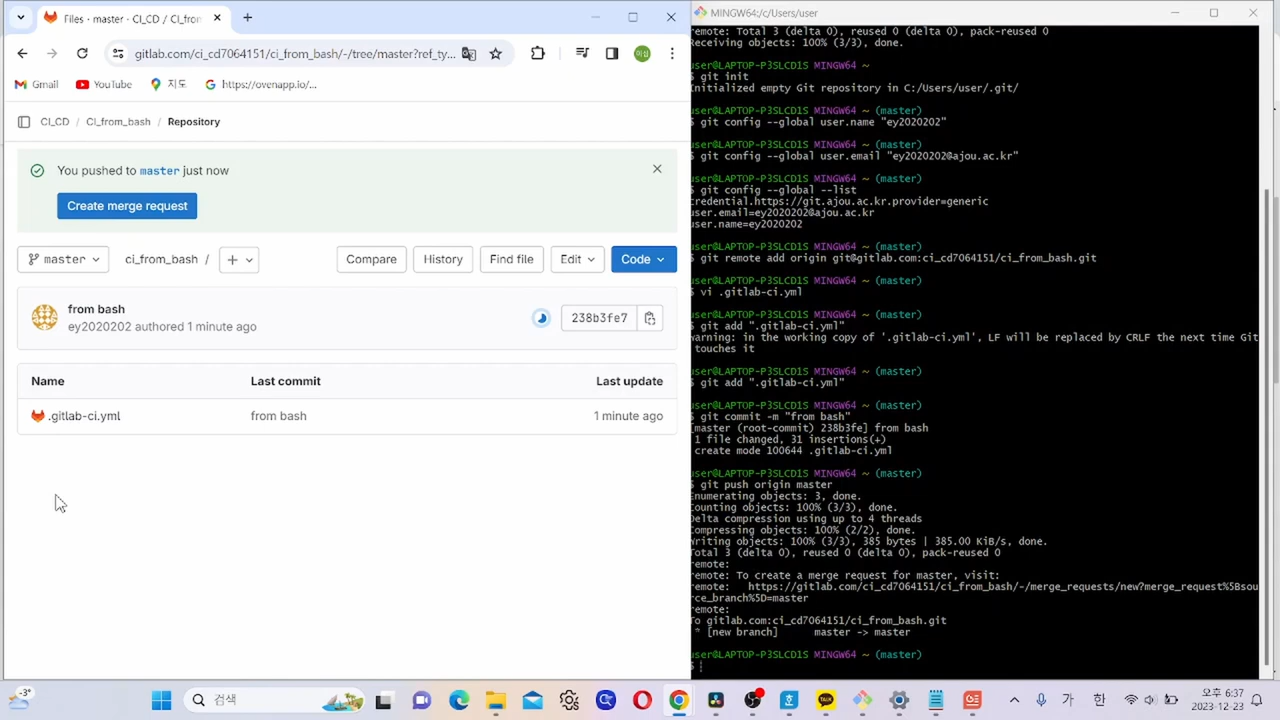 Files · master · CI_CD / CI_fron
ci_from_bash/-/
이섭
Gmail
YouTube
지도
https://ovenapp.io/...
CI_CD / CI_from
You pushed to master just now
Create merge request
master
ci_from_bash /
+
Compare
History
Find file
Edit
Code
from bash
ey2020202 authored 1 minute ago
238b3fe7
Name
Last commit
Last update
.gitlab-ci.yml
from bash
1 minute ago
MINGW64:/c/Users/user
remote: Total 3 (delta 0), reused 0 (delta 0), pack-reused 0
Receiving objects: 100% (3/3), done.
user@LAPTOP-P3SLCD1S MINGW64 ~
$ git init
Initialized empty Git repository in C:/Users/user/.git/
user@LAPTOP-P3SLCD1S MINGW64 ~ (master)
$ git config --global user.name "ey2020202"
user@LAPTOP-P3SLCD1S MINGW64 ~ (master)
$ git config --global user.email "ey2020202@ajou.ac.kr"
user@LAPTOP-P3SLCD1S MINGW64 ~ (master)
$ git config --global --list
credential.https://git.ajou.ac.kr.provider=generic
user.email=ey2020202@ajou.ac.kr
user.name=ey2020202
user@LAPTOP-P3SLCD1S MINGW64 ~ (master)
$ git remote add origin git@gitlab.com:ci_cd7064151/ci_from_bash.git
user@LAPTOP-P3SLCD1S MINGW64 ~ (master)
$ vi .gitlab-ci.yml
user@LAPTOP-P3SLCD1S MINGW64 ~ (master)
$ git add ".gitlab-ci.yml"
warning: in the working copy of '.gitlab-ci.yml', LF will be replaced by CRLF the next time Git
touches it
user@LAPTOP-P3SLCD1S MINGW64 ~ (master)
$ git add ".gitlab-ci.yml"
user@LAPTOP-P3SLCD1S MINGW64 ~ (master)
$ git commit -m "from bash"
[master (root-commit) 238b3fe] from bash
1 file changed, 31 insertions(+)
create mode 100644 .gitlab-ci.yml
user@LAPTOP-P3SLCD1S MINGW64 ~ (master)
$ git push origin master
Enumerating objects: 3, done.
Counting objects: 100% (3/3), done.
Delta compression using up to 4 threads
Compressing objects: 100% (2/2), done.
Writing objects: 100% (3/3), 385 bytes | 385.00 KiB/s, done.
Total 3 (delta 0), reused 0 (delta 0), pack-reused 0
remote:
remote: To create a merge request for master, visit:
remote: https://gitlab.com/ci_cd7064151/ci_from_bash/-/merge_requests/new?merge_request%5Bsou
rce_branch%5D=master
remote:
To gitlab.com:ci_cd7064151/ci_from_bash.git
* [new branch] master -> master
user@LAPTOP-P3SLCD1S MINGW64 ~ (master)
$
-3°
검색
TALK
가
한
오후 6:37
2023-12-23